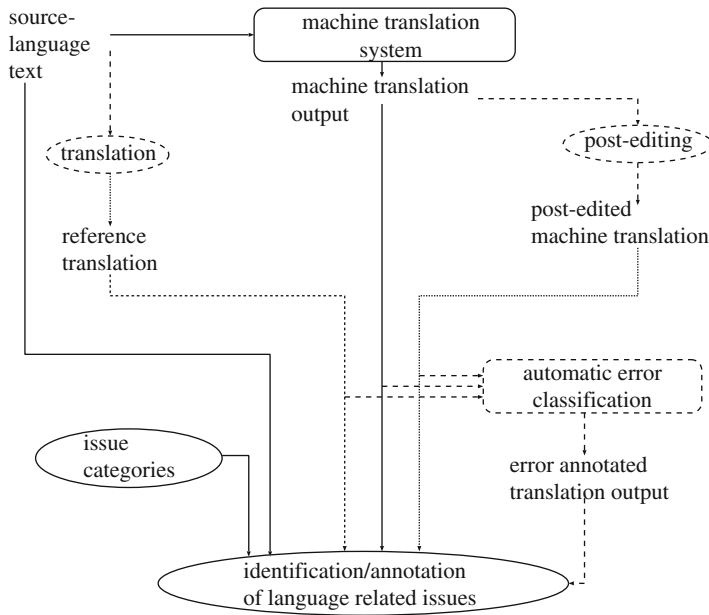 source-
language
text
machine translation
system
machine translation
output
translation
post-editing
reference
translation
post-edited
machine translation
automatic error
classification
issue
categories
error annotated
translation output
identification/annotation
of language related issues